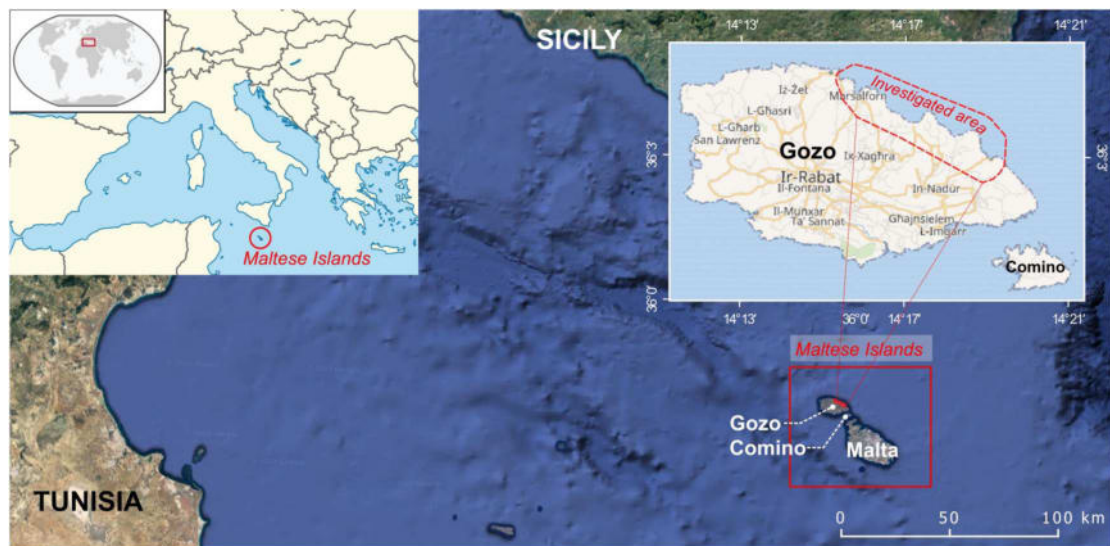 SICILY
14°13'
14°17'
14°21'
Investigated area
Marsalforn
Iż-Żet
L-Għasri
L-Għarb
San Lawrenz
36°3'
36°3'
Gozo
Ix-Xagħra
Ir-Rabat
Il-Fontana
In-Nadur
Il-Munxar
Ta' Sannat
Għajnsielem
L-Imġarr
Comino
Maltese Islands
36°0'
14°13'
36°0'
14°17'
14°21'
Maltese Islands
Gozo
Comino
Malta
TUNISIA
0
50
100 km